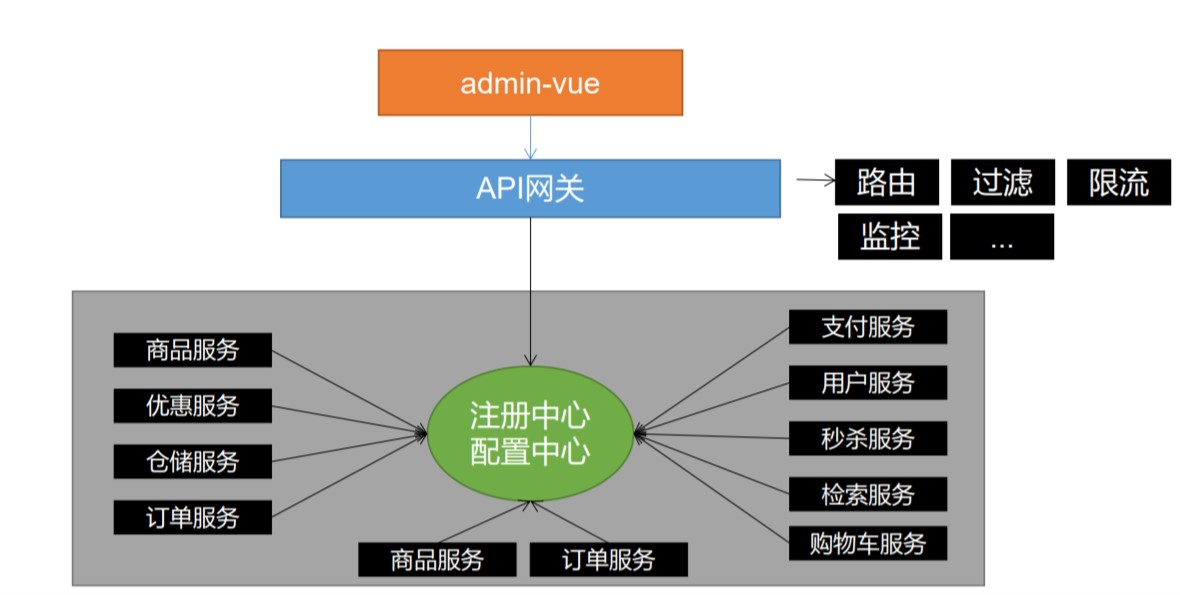 admin-vue
API网关
路由
过滤
限流
监控
...
商品服务
优惠服务
仓储服务
订单服务
注册中心
配置中心
支付服务
用户服务
秒杀服务
检索服务
购物车服务
商品服务
订单服务